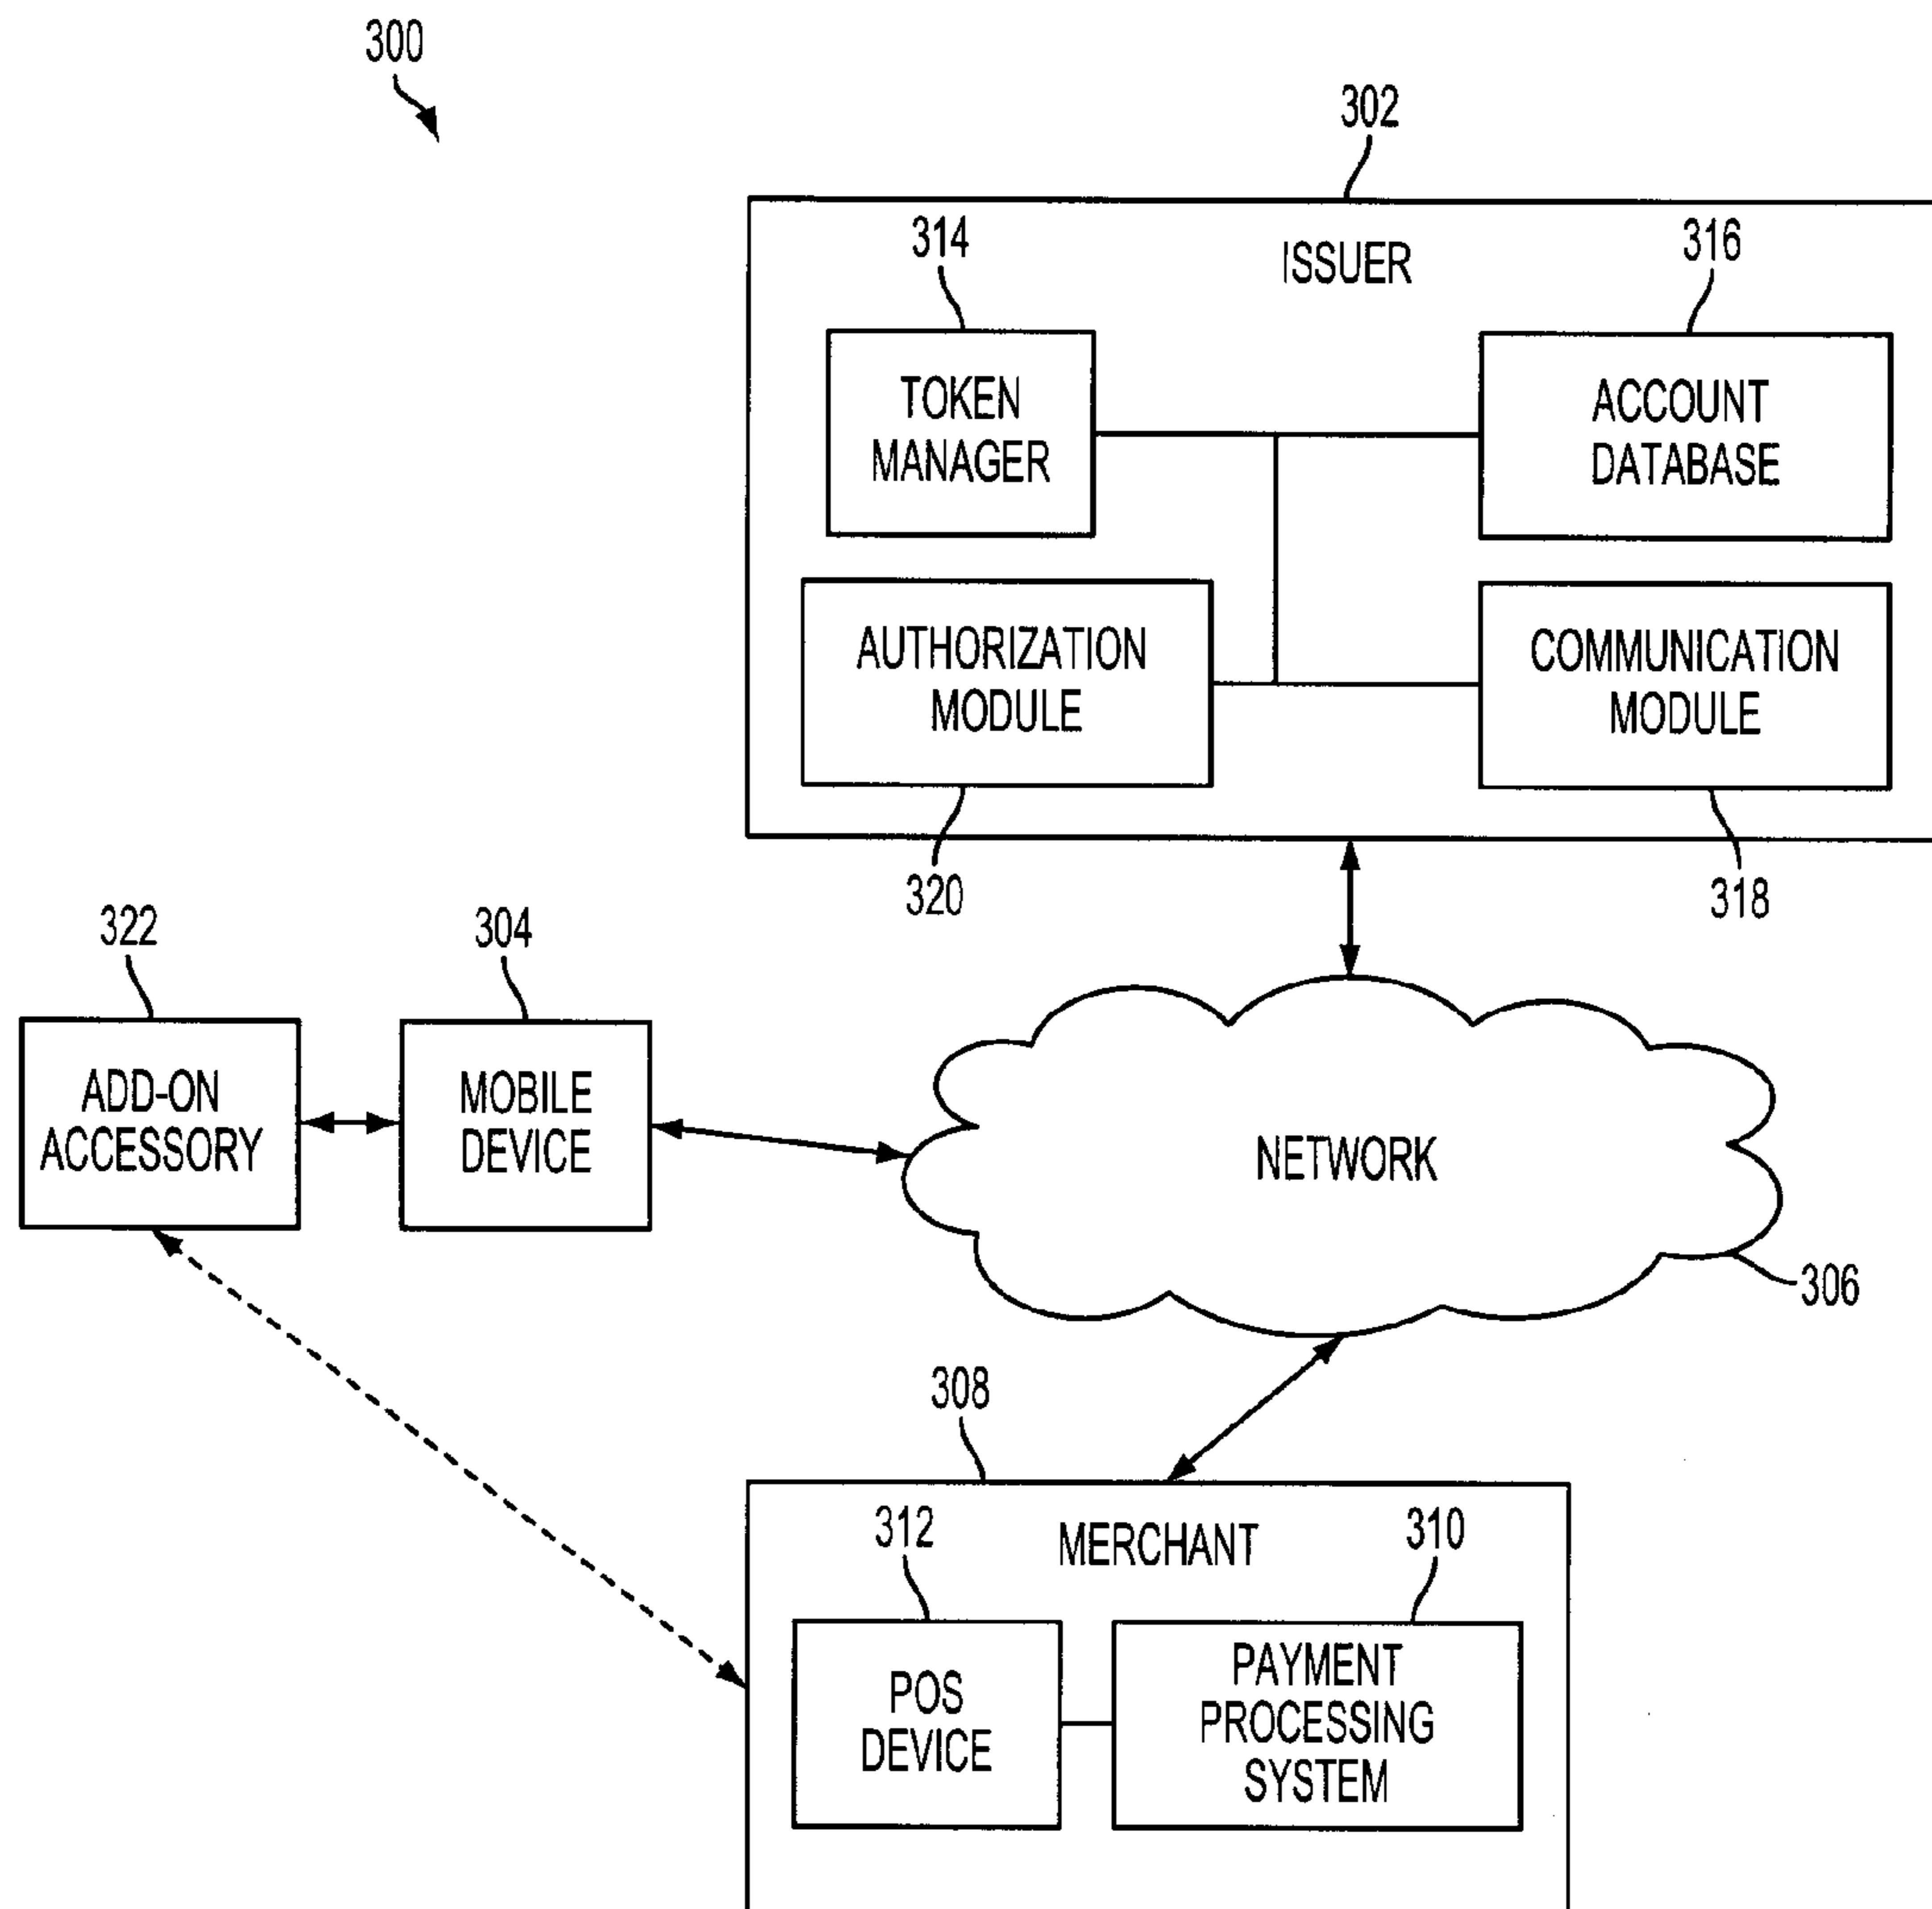 300
302
314
ISSUER
316
TOKEN
MANAGER
ACCOUNT
DATABASE
AUTHORIZATION
MODULE
COMMUNICATION
MODULE
320
318
322
304
ADD-ON
ACCESSORY
MOBILE
DEVICE
NETWORK
306
308
312
MERCHANT
310
POS
DEVICE
PAYMENT
PROCESSING
SYSTEM